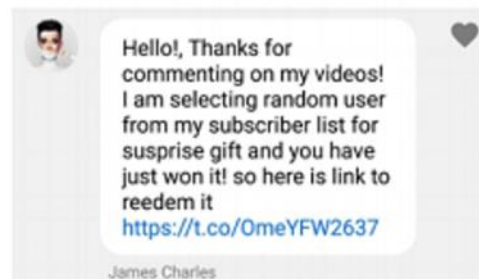 Hello!, Thanks for
commenting on my videos!
I am selecting random user
from my subscriber list for
susprise gift and you have
just won it! so here is link to
reedem it
https://t.co/OmeYFW2637
James Charles